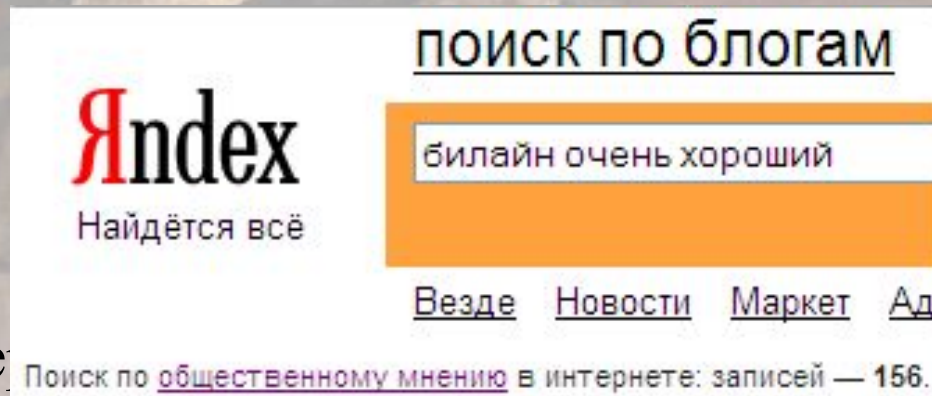 поиск по блогам
Яndex
билайн очень хороший
Найдётся всё
Везде Новости Маркет
Поиск по общественному мнению в интернете: записей — 156.